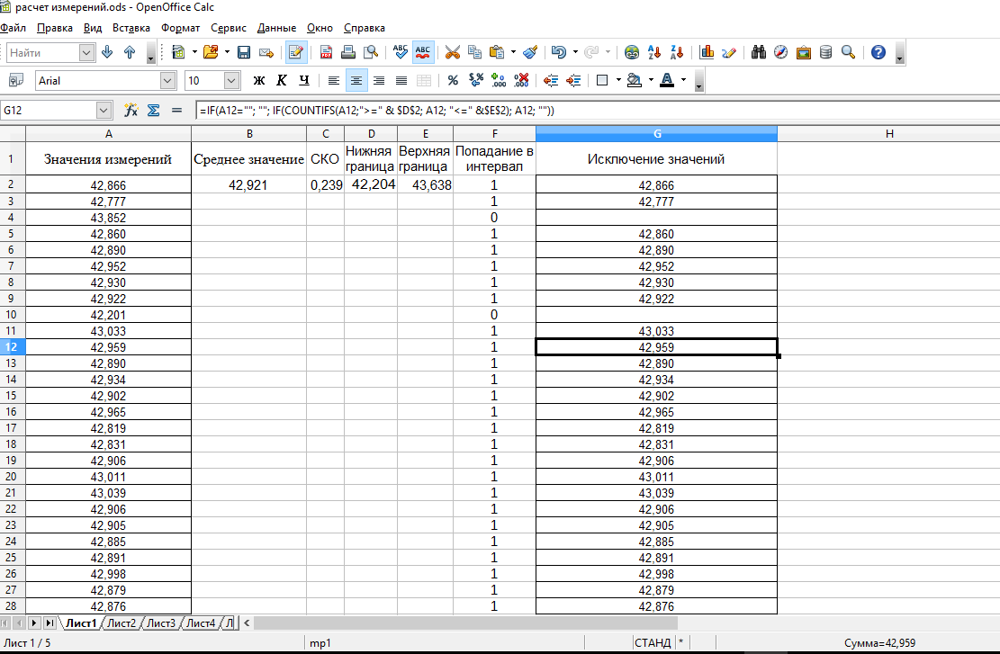 расчет измерений.ods - OpenOffice Calc
Файл Правка Вид Вставка Формат Сервис Данные Окно Справка
Найти
Arial 10 Ж К Ч
G12 =IF(A12=""; ""; IF(COUNTIFS(A12;">=" & $D$2; A12; "<=" &$E$2); A12; ""))
A B C D E F G H
1 Значения измерений Среднее значение СКО Нижняя граница Верхняя граница Попадание в интервал Исключение значений
2 42,866 42,921 0,239 42,204 43,638 1 42,866
3 42,777 1 42,777
4 43,852 0
5 42,860 1 42,860
6 42,890 1 42,890
7 42,952 1 42,952
8 42,930 1 42,930
9 42,922 1 42,922
10 42,201 0
11 43,033 1 43,033
12 42,959 1 42,959
13 42,890 1 42,890
14 42,934 1 42,934
15 42,902 1 42,902
16 42,965 1 42,965
17 42,819 1 42,819
18 42,831 1 42,831
19 42,906 1 42,906
20 43,011 1 43,011
21 43,039 1 43,039
22 42,906 1 42,906
23 42,905 1 42,905
24 42,885 1 42,885
25 42,891 1 42,891
26 42,998 1 42,998
27 42,879 1 42,879
28 42,876 1 42,876
Лист1 Лист2 Лист3 Лист4 Л
Лист 1 / 5 mp1 СТАНД * Сумма=42,959